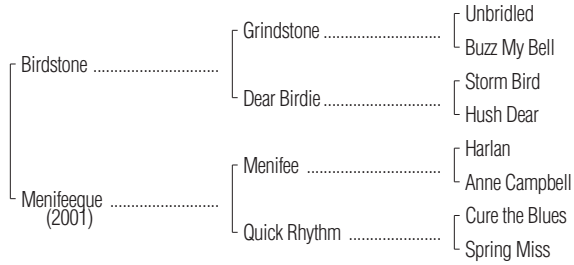 Unbridled
Grindstone ..............................
Buzz My Bell
Birdstone ................................
Storm Bird
Dear Birdie ..............................
Hush Dear
Harlan
Menifee ..................................
Anne Campbell
Menifeeque ............................
(2001)
Cure the Blues
Quick Rhythm ........................
Spring Miss